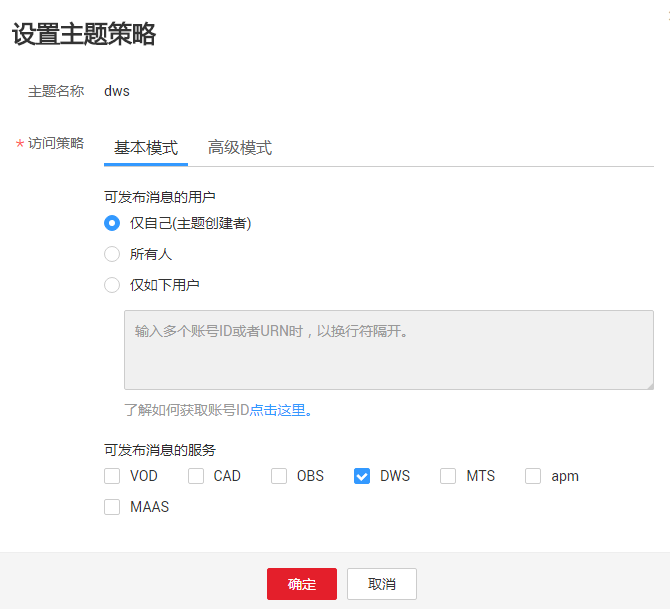 设置主题策略
主题名称 dws
* 访问策略 基本模式 高级模式
可发布消息的用户
仅自己(主题创建者)
所有人
仅如下用户
输入多个账号ID或者URN时，以换行符隔开。
了解如何获取账号ID点击这里。
可发布消息的服务
VOD CAD OBS DWS MTS apm
MAAS
确定 取消